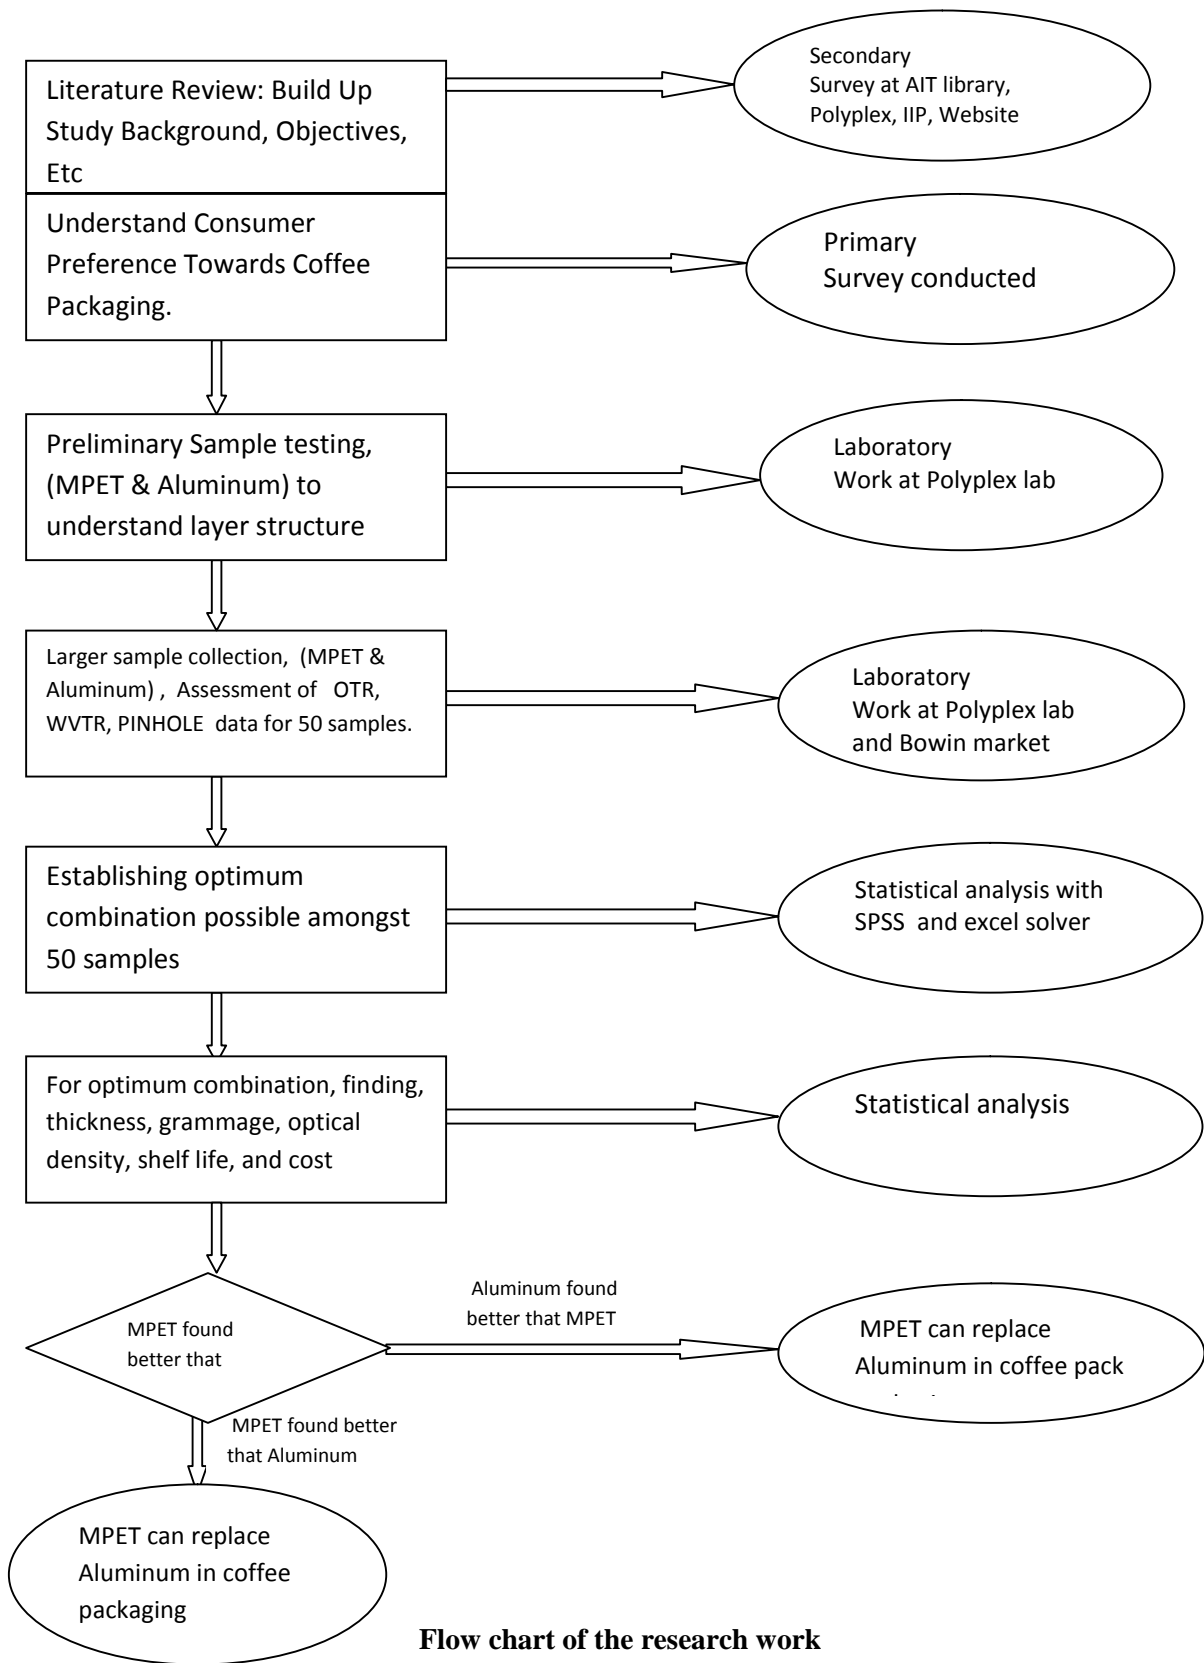 Literature Review: Build Up
Study Background, Objectives,
Etc
Secondary
Survey at AIT library,
Polyplex, IIP, Website
Understand Consumer
Preference Towards Coffee
Packaging.
Primary
Survey conducted
Preliminary Sample testing,
(MPET & Aluminum) to
understand layer structure
Laboratory
Work at Polyplex lab
Larger sample collection, (MPET &
Aluminum) , Assessment of OTR,
WVTR, PINHOLE data for 50 samples.
Laboratory
Work at Polyplex lab
and Bowin market
Establishing optimum
combination possible amongst
50 samples
Statistical analysis with
SPSS and excel solver
For optimum combination, finding,
thickness, grammage, optical
density, shelf life, and cost
Statistical analysis
MPET found
better that
Aluminum found
better that MPET
MPET can replace
Aluminum in coffee pack
MPET found better
that Aluminum
MPET can replace
Aluminum in coffee
packaging
Flow chart of the research work